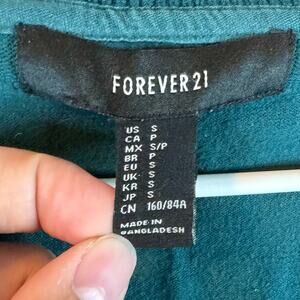 FOREVER 21
US S
CA P
MX S/P
BR P
EU S
UK S
KR S
JP S
CN 160/84A
MADE IN
BANGLADESH